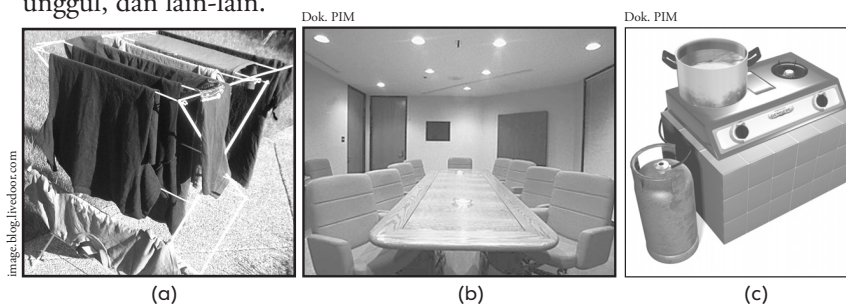 unggul, dan lain-lain.
Dok. PIM
Dok. PIM
image.blog.livedoor.com
(a)
(b)
(c)